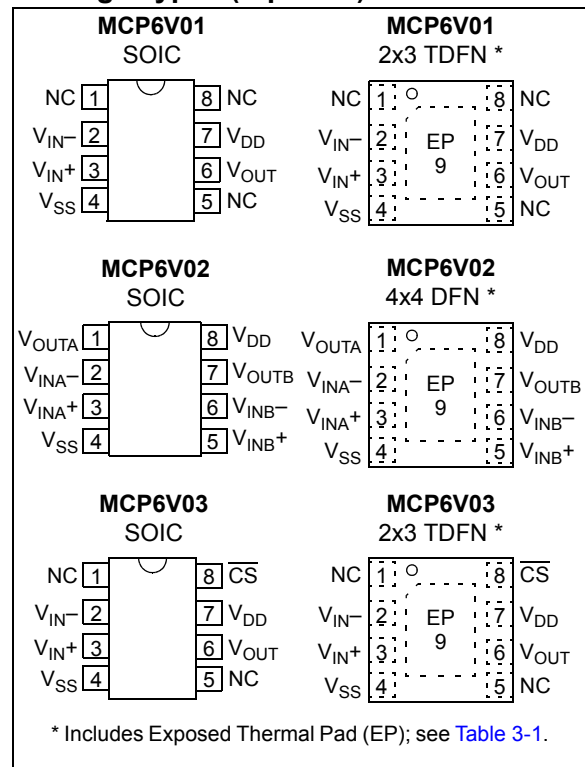 MCP6V01
SOIC
NC 1
8 NC
VIN– 2
7 VDD
VIN+ 3
6 VOUT
VSS 4
5 NC
MCP6V01
2x3 TDFN *
NC 1
8 NC
VIN– 2
7 VDD
EP
9
VIN+ 3
6 VOUT
VSS 4
5 NC
MCP6V02
SOIC
VOUTA 1
8 VDD
VINA– 2
7 VOUTB
VINA+ 3
6 VINB–
VSS 4
5 VINB+
MCP6V02
4x4 DFN *
VOUTA 1
8 VDD
VINA– 2
7 VOUTB
EP
9
VINA+ 3
6 VINB–
VSS 4
5 VINB+
MCP6V03
SOIC
NC 1
8 CS
VIN– 2
7 VDD
VIN+ 3
6 VOUT
VSS 4
5 NC
MCP6V03
2x3 TDFN *
NC 1
8 CS
VIN– 2
7 VDD
EP
9
VIN+ 3
6 VOUT
VSS 4
5 NC
* Includes Exposed Thermal Pad (EP); see Table 3-1.